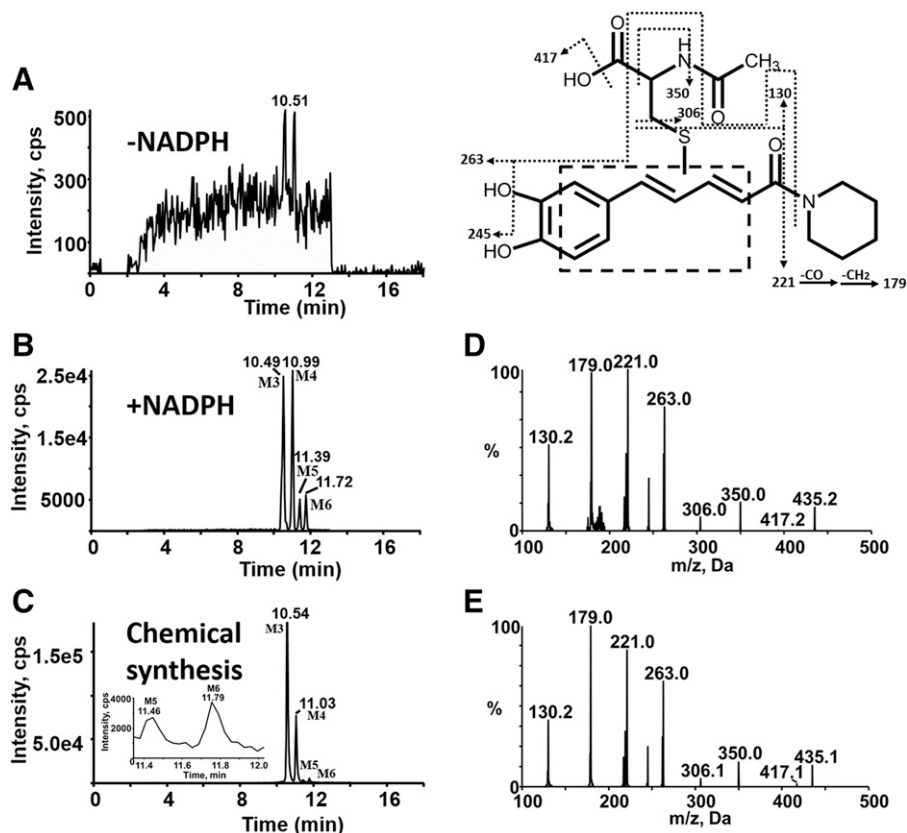 A
Intensity, cps
500
300
100
10.51
-NADPH
0 4 8 12 16
Time (min)
O
H
417
HO
N
CH3
350
130
306
O
S
O
263
HO
N
245
HO
221 -CO -CH2 179
B
Intensity, cps
2.5e4
1.5e4
5000
+NADPH
10.49 10.99
M3 M4
11.39
M5 11.72
M6
0 4 8 12 16
Time (min)
D
100
%
0
179.0 221.0
263.0
130.2
306.0 350.0 435.2
417.2
100 200 300 400 500
m/z, Da
C
Intensity, cps
1.5e5
5.0e4
10.54
M3
Chemical
synthesis
11.03
M4
M5
M6
Intensity, cps
4000
2000
0
M5
11.46
M6
11.79
11.4 11.6 11.8 12.0
Time, min
0 4 8 12 16
Time (min)
E
100
%
0
179.0
221.0
263.0
130.2
306.1 350.0 417.1 435.1
100 200 300 400 500
m/z, Da